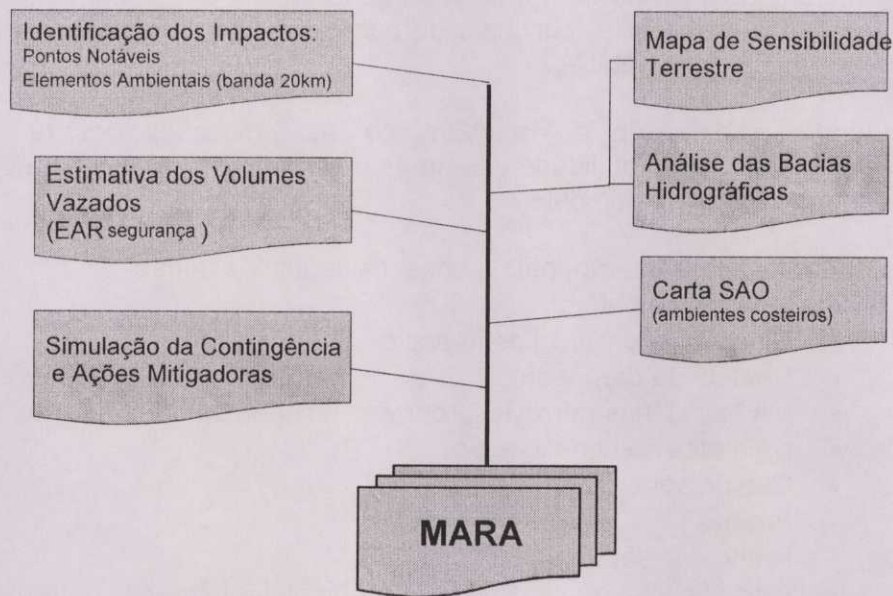 Identificação dos Impactos:
Pontos Notáveis
Elementos Ambientais (banda 20km)
Mapa de Sensibilidade
Terrestre
Estimativa dos Volumes
Vazados
(EAR segurança )
Análise das Bacias
Hidrográficas
Carta SAO
(ambientes costeiros)
Simulação da Contingência
e Ações Mitigadoras
MARA